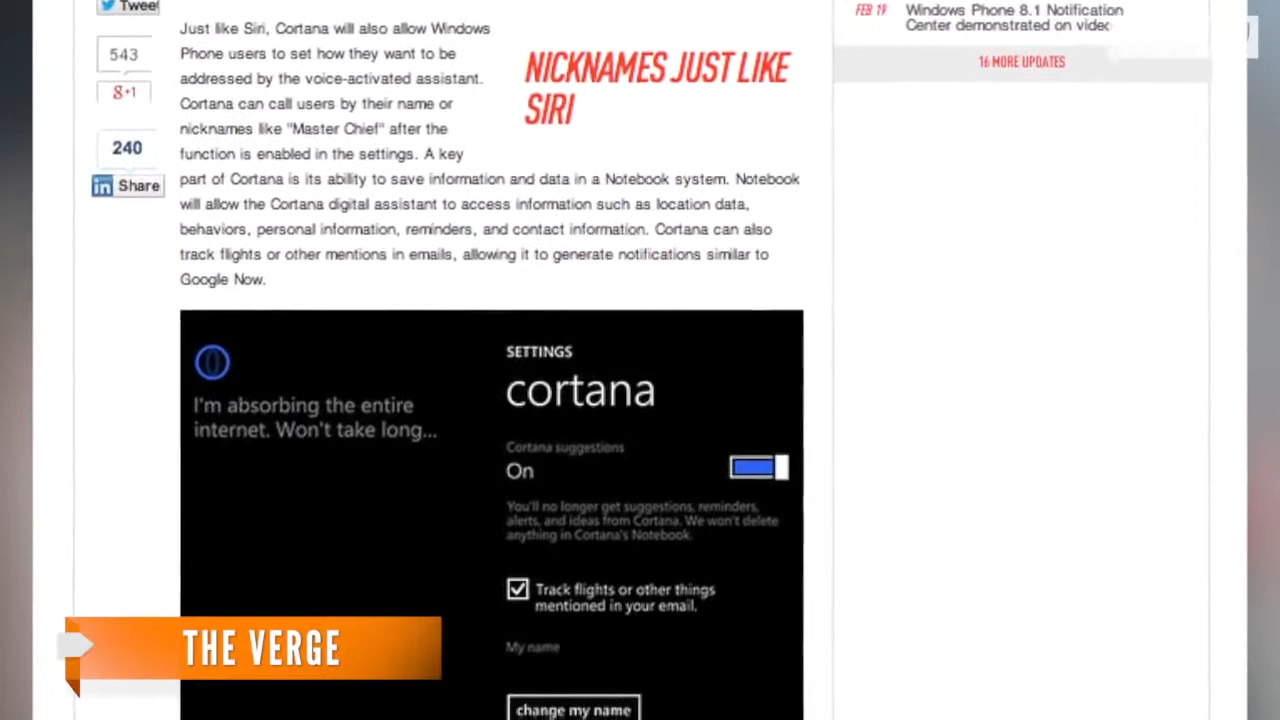 Tweet
543
8+1
240
in Share
Just like Siri, Cortana will also allow Windows
Phone users to set how they want to be
addressed by the voice-activated assistant.
Cortana can call users by their name or
nicknames like "Master Chief" after the
function is enabled in the settings. A key
part of Cortana is its ability to save information and data in a Notebook system. Notebook
will allow the Cortana digital assistant to access information such as location data,
behaviors, personal information, reminders, and contact information. Cortana can also
track flights or other mentions in emails, allowing it to generate notifications similar to
Google Now.
NICKNAMES JUST LIKE
SIRI
FEB 19
Windows Phone 8.1 Notification
Center demonstrated on video
16 MORE UPDATES
I'm absorbing the entire
internet. Won't take long...
SETTINGS
cortana
Cortana suggestions
On
You'll no longer get suggestions, reminders,
alerts, and ideas from Cortana. We won't delete
anything in Cortana's Notebook.
Track flights or other things
mentioned in your email.
My name
change my name
THE VERGE